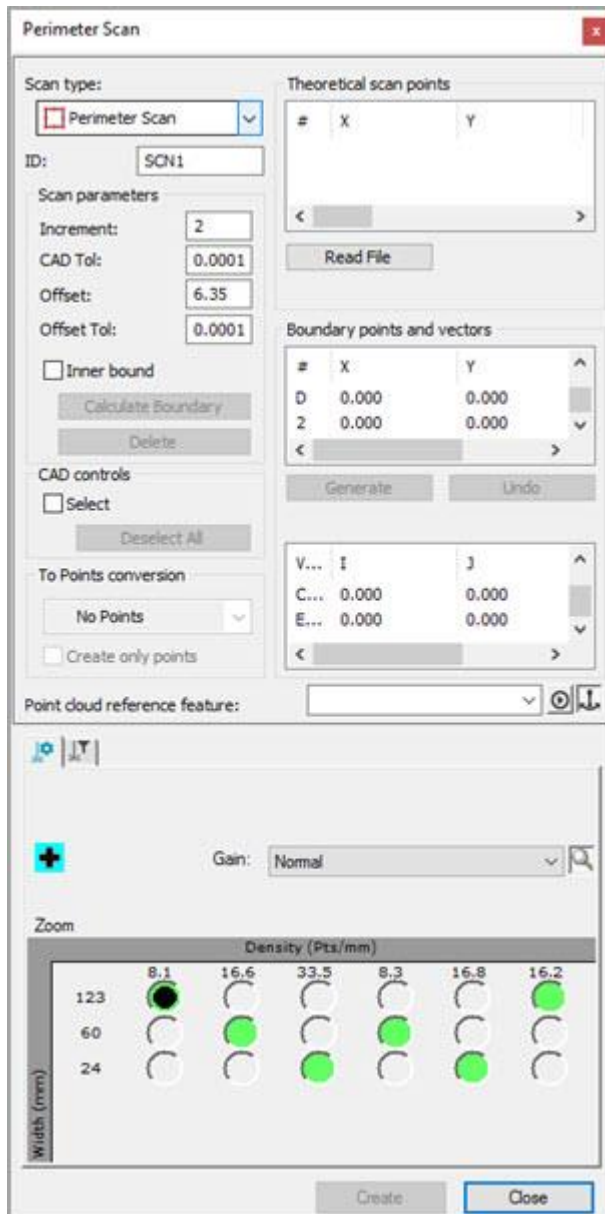 Perimeter Scan
x
Scan type:
Perimeter Scan
ID:
SCN1
Scan parameters
Increment:
2
CAD Tol:
0.0001
Offset:
6.35
Offset Tol:
0.0001
Inner bound
Calculate Boundary
Delete
CAD controls
Select
Deselect All
To Points conversion
No Points
Create only points
Theoretical scan points
# X Y
Read File
Boundary points and vectors
# X Y
D 0.000 0.000
2 0.000 0.000
Generate
Undo
V... I J
C... 0.000 0.000
E... 0.000 0.000
Point cloud reference feature:
Gain:
Normal
Zoom
Density (Pts/mm)
8.1 16.6 33.5 8.3 16.8 16.2
123
60
24
Width (mm)
Create
Close